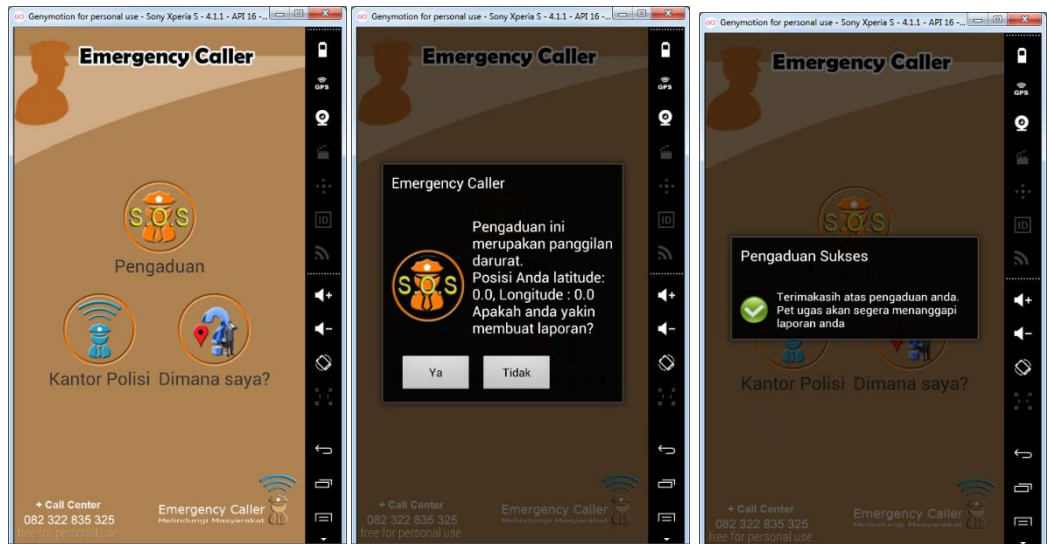 Genymotion for personal use - Sony Xperia S - 4.1.1 - API 16 -...
Emergency Caller
GPS
S.O.S
Pengaduan
ID
Kantor Polisi
Dimana saya?
+ Call Center
082 322 835 325
free for personal use
Emergency Caller
Melindungi Masyarakat
Genymotion for personal use - Sony Xperia S - 4.1.1 - API 16 -...
Emergency Caller
GPS
Emergency Caller
S.O.S
Pengaduan ini
merupakan panggilan
darurat.
Posisi Anda latitude:
0.0, Longitude : 0.0
Apakah anda yakin
membuat laporan?
Ya
Tidak
ID
+ Call Center
082 322 835 325
free for personal use
Emergency Caller
Melindungi Masyarakat
Genymotion for personal use - Sony Xperia S - 4.1.1 - API 16 -...
Emergency Caller
GPS
S.O.S
ID
Pengaduan Sukses
Terimakasih atas pengaduan anda.
Pet ugas akan segera menanggapi
laporan anda
Kantor Polisi
Dimana saya?
+ Call Center
082 322 835 325
free for personal use
Emergency Caller
Melindungi Masyarakat